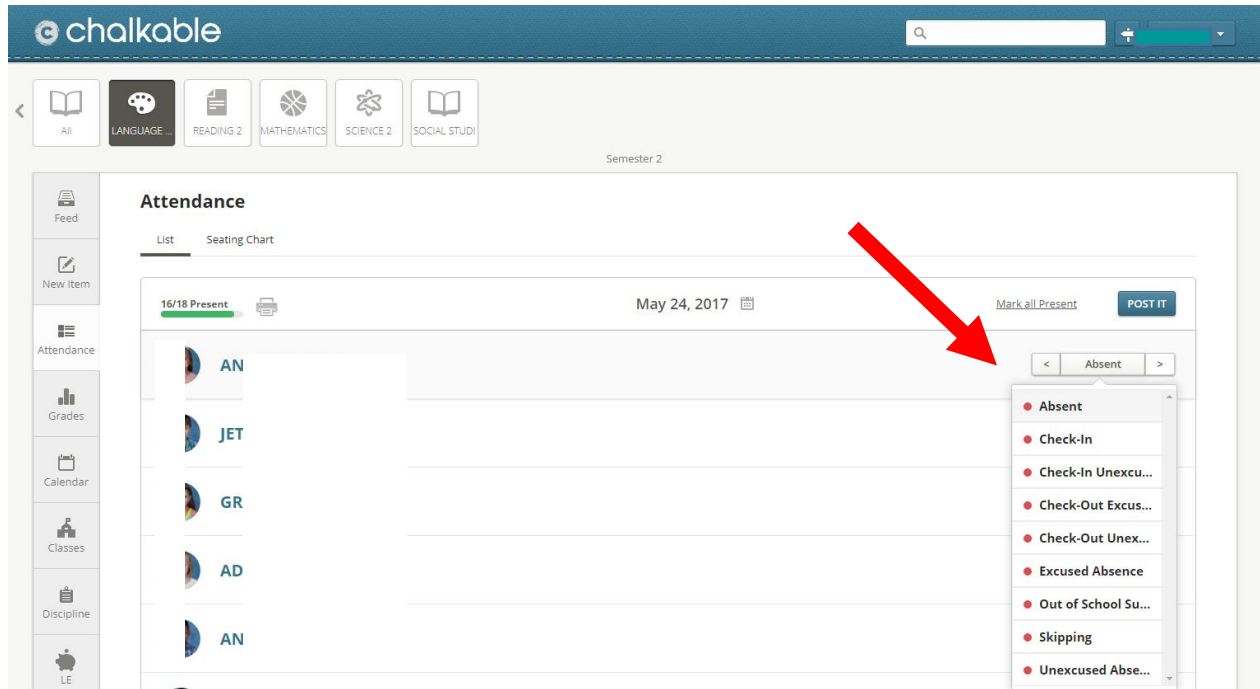 chalkable
All
LANGUAGE ...
READING 2
MATHEMATICS
SCIENCE 2
SOCIAL STUDI
Semester 2
Feed
New Item
Attendance
Grades
Calendar
Classes
Discipline
LE
Attendance
List Seating Chart
16/18 Present May 24, 2017 Mark all Present POST IT
AN < Absent >
JET
GR
AD
AN
Absent
Check-In
Check-In Unexcu...
Check-Out Excus...
Check-Out Unex...
Excused Absence
Out of School Su...
Skipping
Unexcused Abse...